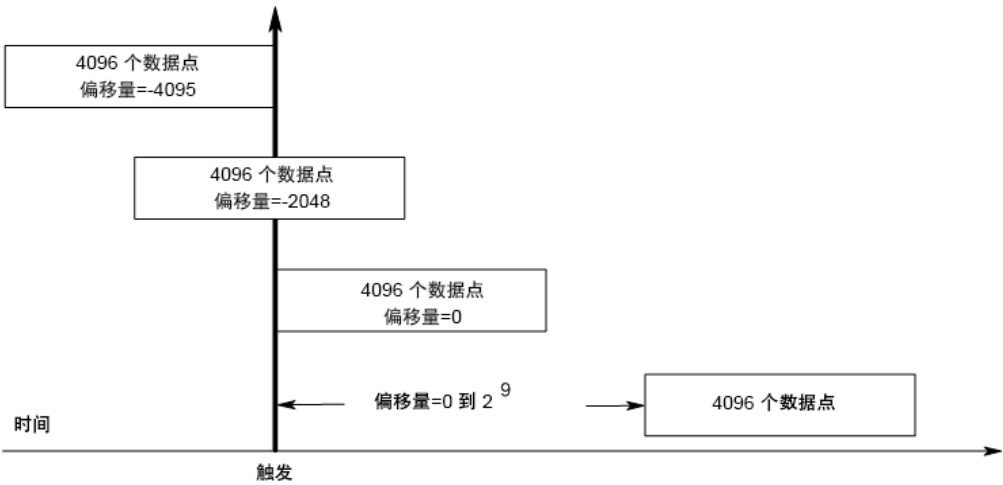 4096 个数据点
偏移量=-4095
4096 个数据点
偏移量=-2048
4096 个数据点
偏移量=0
偏移量=0 到 2⁹
4096 个数据点
时间
触发